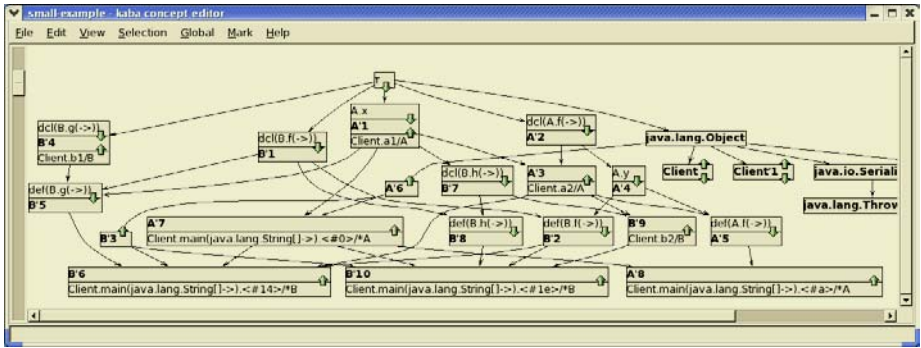 small-example - kaba concept editor
File Edit View Selection Global Mark Help
T
dcl(B.g(->))
B'4
Client.b1/B
dcl(B.f(->))
B'1
A.x
A'1
Client.a1/A
dcl(A.f(->))
A'2
java.lang.Object
def(B.g(->))
B'5
A'6
dcl(B.h(->))
B'7
A'3
Client.a2/A
A.y
A'4
Client
Client'1
java.io.Seriali
java.lang.Throw
B'3
A'7
Client.main(java.lang.String[]->).<#0>/*A
def(B.h(->))
B'8
def(B.f(->))
B'2
B'9
Client.b2/B
def(A.f(->))
A'5
B'6
Client.main(java.lang.String[]->).<#14>/*B
B'10
Client.main(java.lang.String[]->).<#1e>/*B
A'8
Client.main(java.lang.String[]->).<#a>/*A